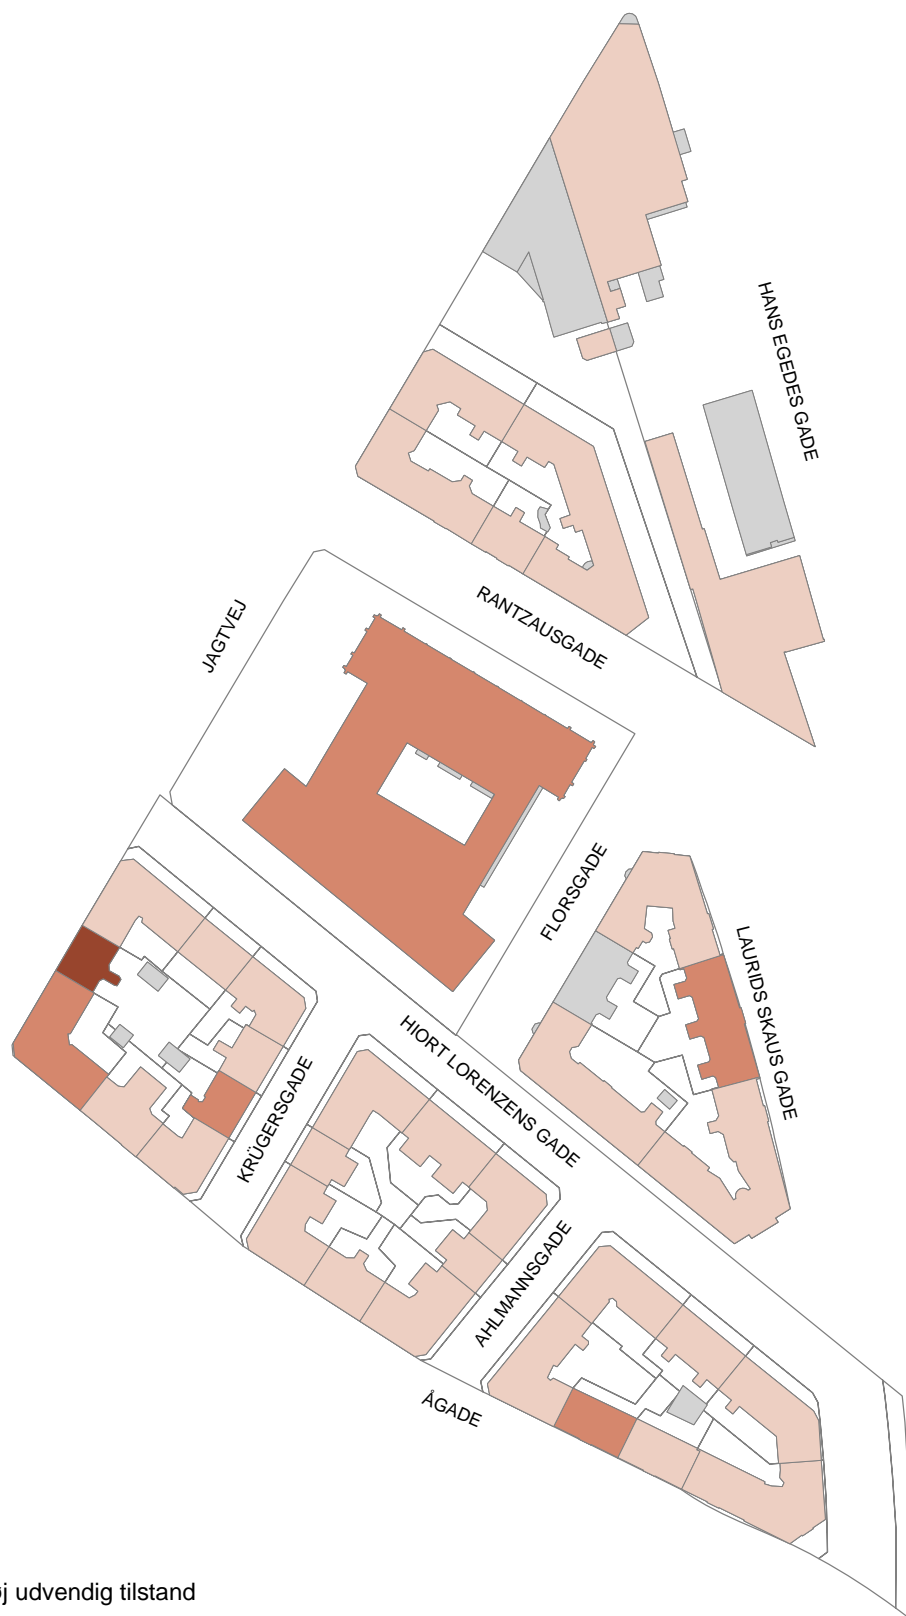 HANS EGEDES GADE
RANTZAUSGADE
JAGTVEJ
FLORSGADE
LAURIDS SKAUS GADE
HIORT LORENZENS GADE
KRÜGERSGADE
AHLMANNSGADE
ÅGADE
udvendig tilstand